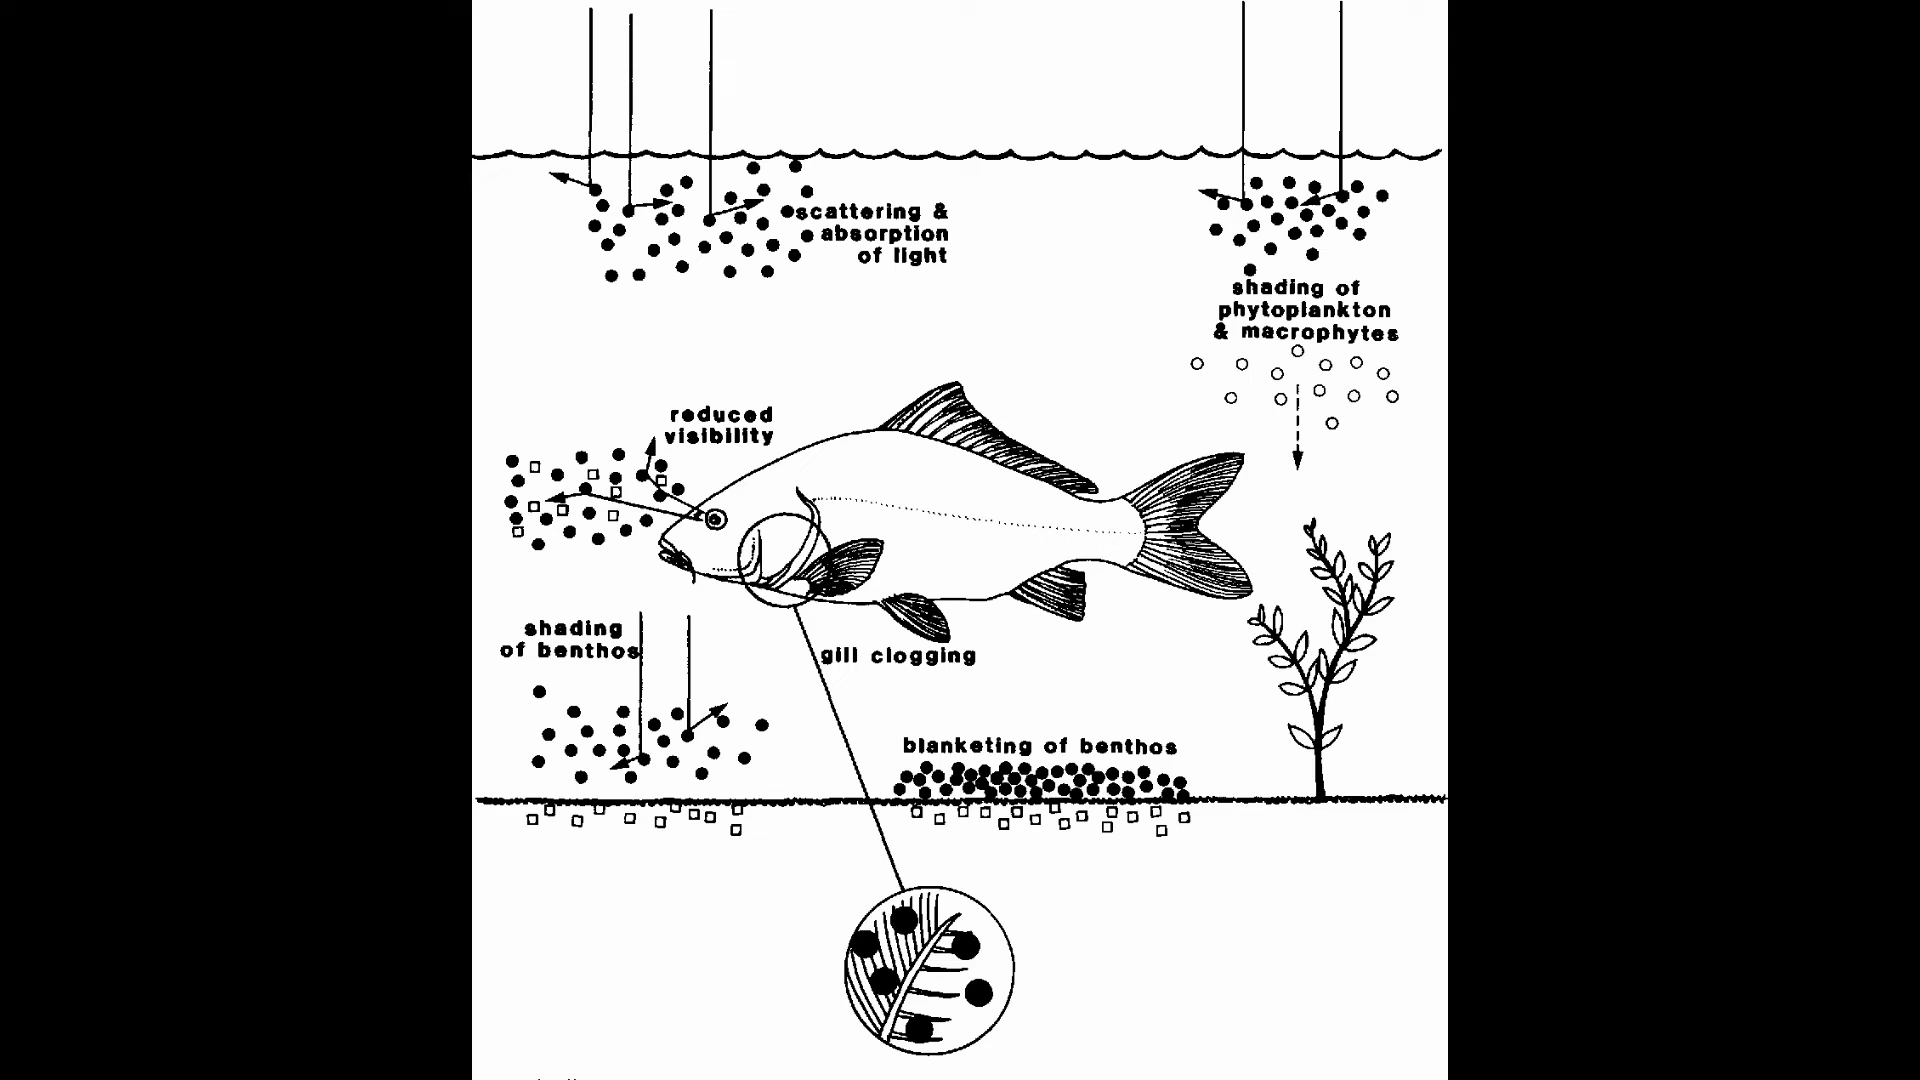 scattering &
absorption
of light
shading of
phytoplankton
& macrophytes
reduced
visibility
shading
of benthos
gill clogging
blanketing of benthos